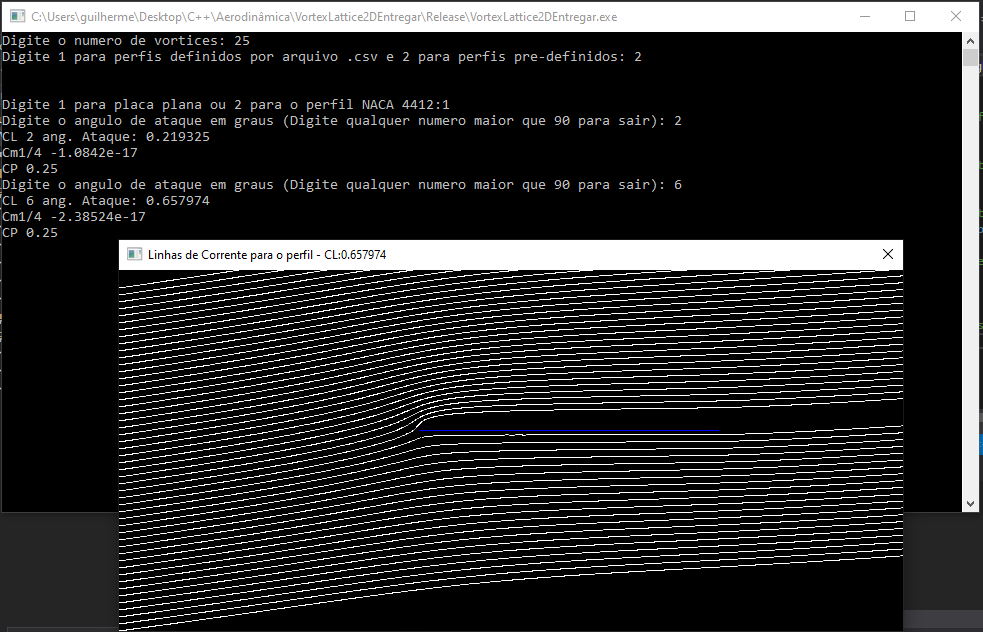 C:\Users\guilherme\Desktop\C++\Aerodinâmica\VortexLattice2DEntregar\Release\VortexLattice2DEntregar.exe
Digite o numero de vortices: 25
Digite 1 para perfis definidos por arquivo .csv e 2 para perfis pre-definidos: 2
Digite 1 para placa plana ou 2 para o perfil NACA 4412:1
Digite o angulo de ataque em graus (Digite qualquer numero maior que 90 para sair): 2
CL 2 ang. Ataque: 0.219325
Cm1/4 -1.0842e-17
CP 0.25
Digite o angulo de ataque em graus (Digite qualquer numero maior que 90 para sair): 6
CL 6 ang. Ataque: 0.657974
Cm1/4 -2.38524e-17
CP 0.25
Linhas de Corrente para o perfil - CL:0.657974